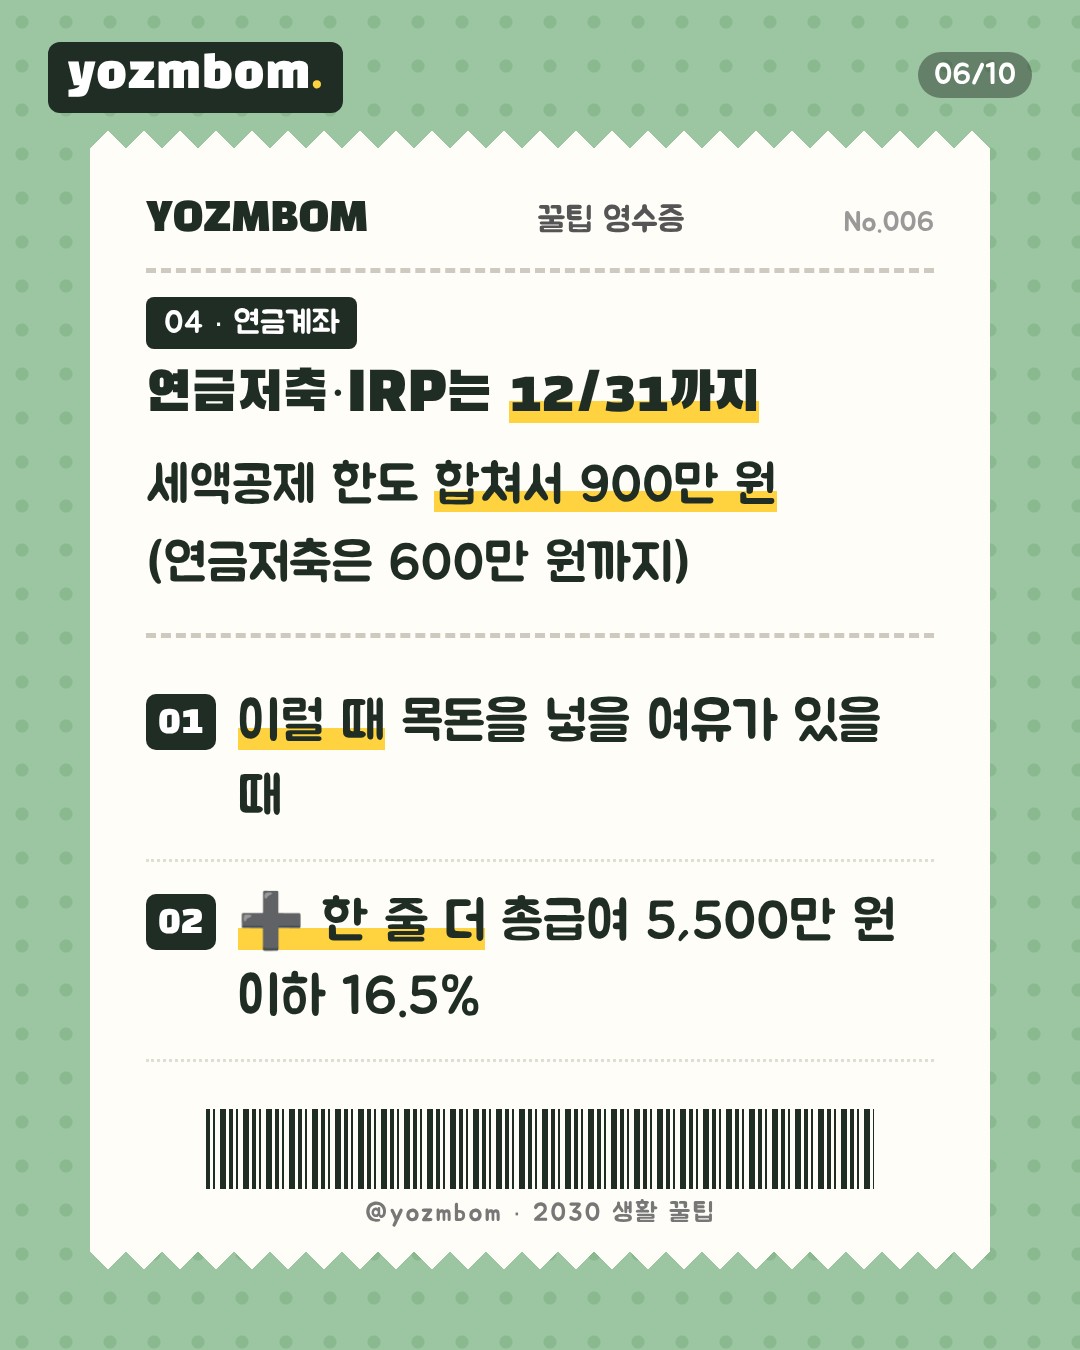 yozmbom.
06/10
YOZMBOM 꿀팁 영수증 No.006
04 · 연금계좌
연금저축·IRP는 12/31까지
세액공제 한도 합쳐서 900만 원
(연금저축은 600만 원까지)
01 이럴 때 목돈을 넣을 여유가 있을
때
02 ➕ 한 줄 더 총급여 5,500만 원
이하 16.5%
@yozmbom · 2030 생활 꿀팁